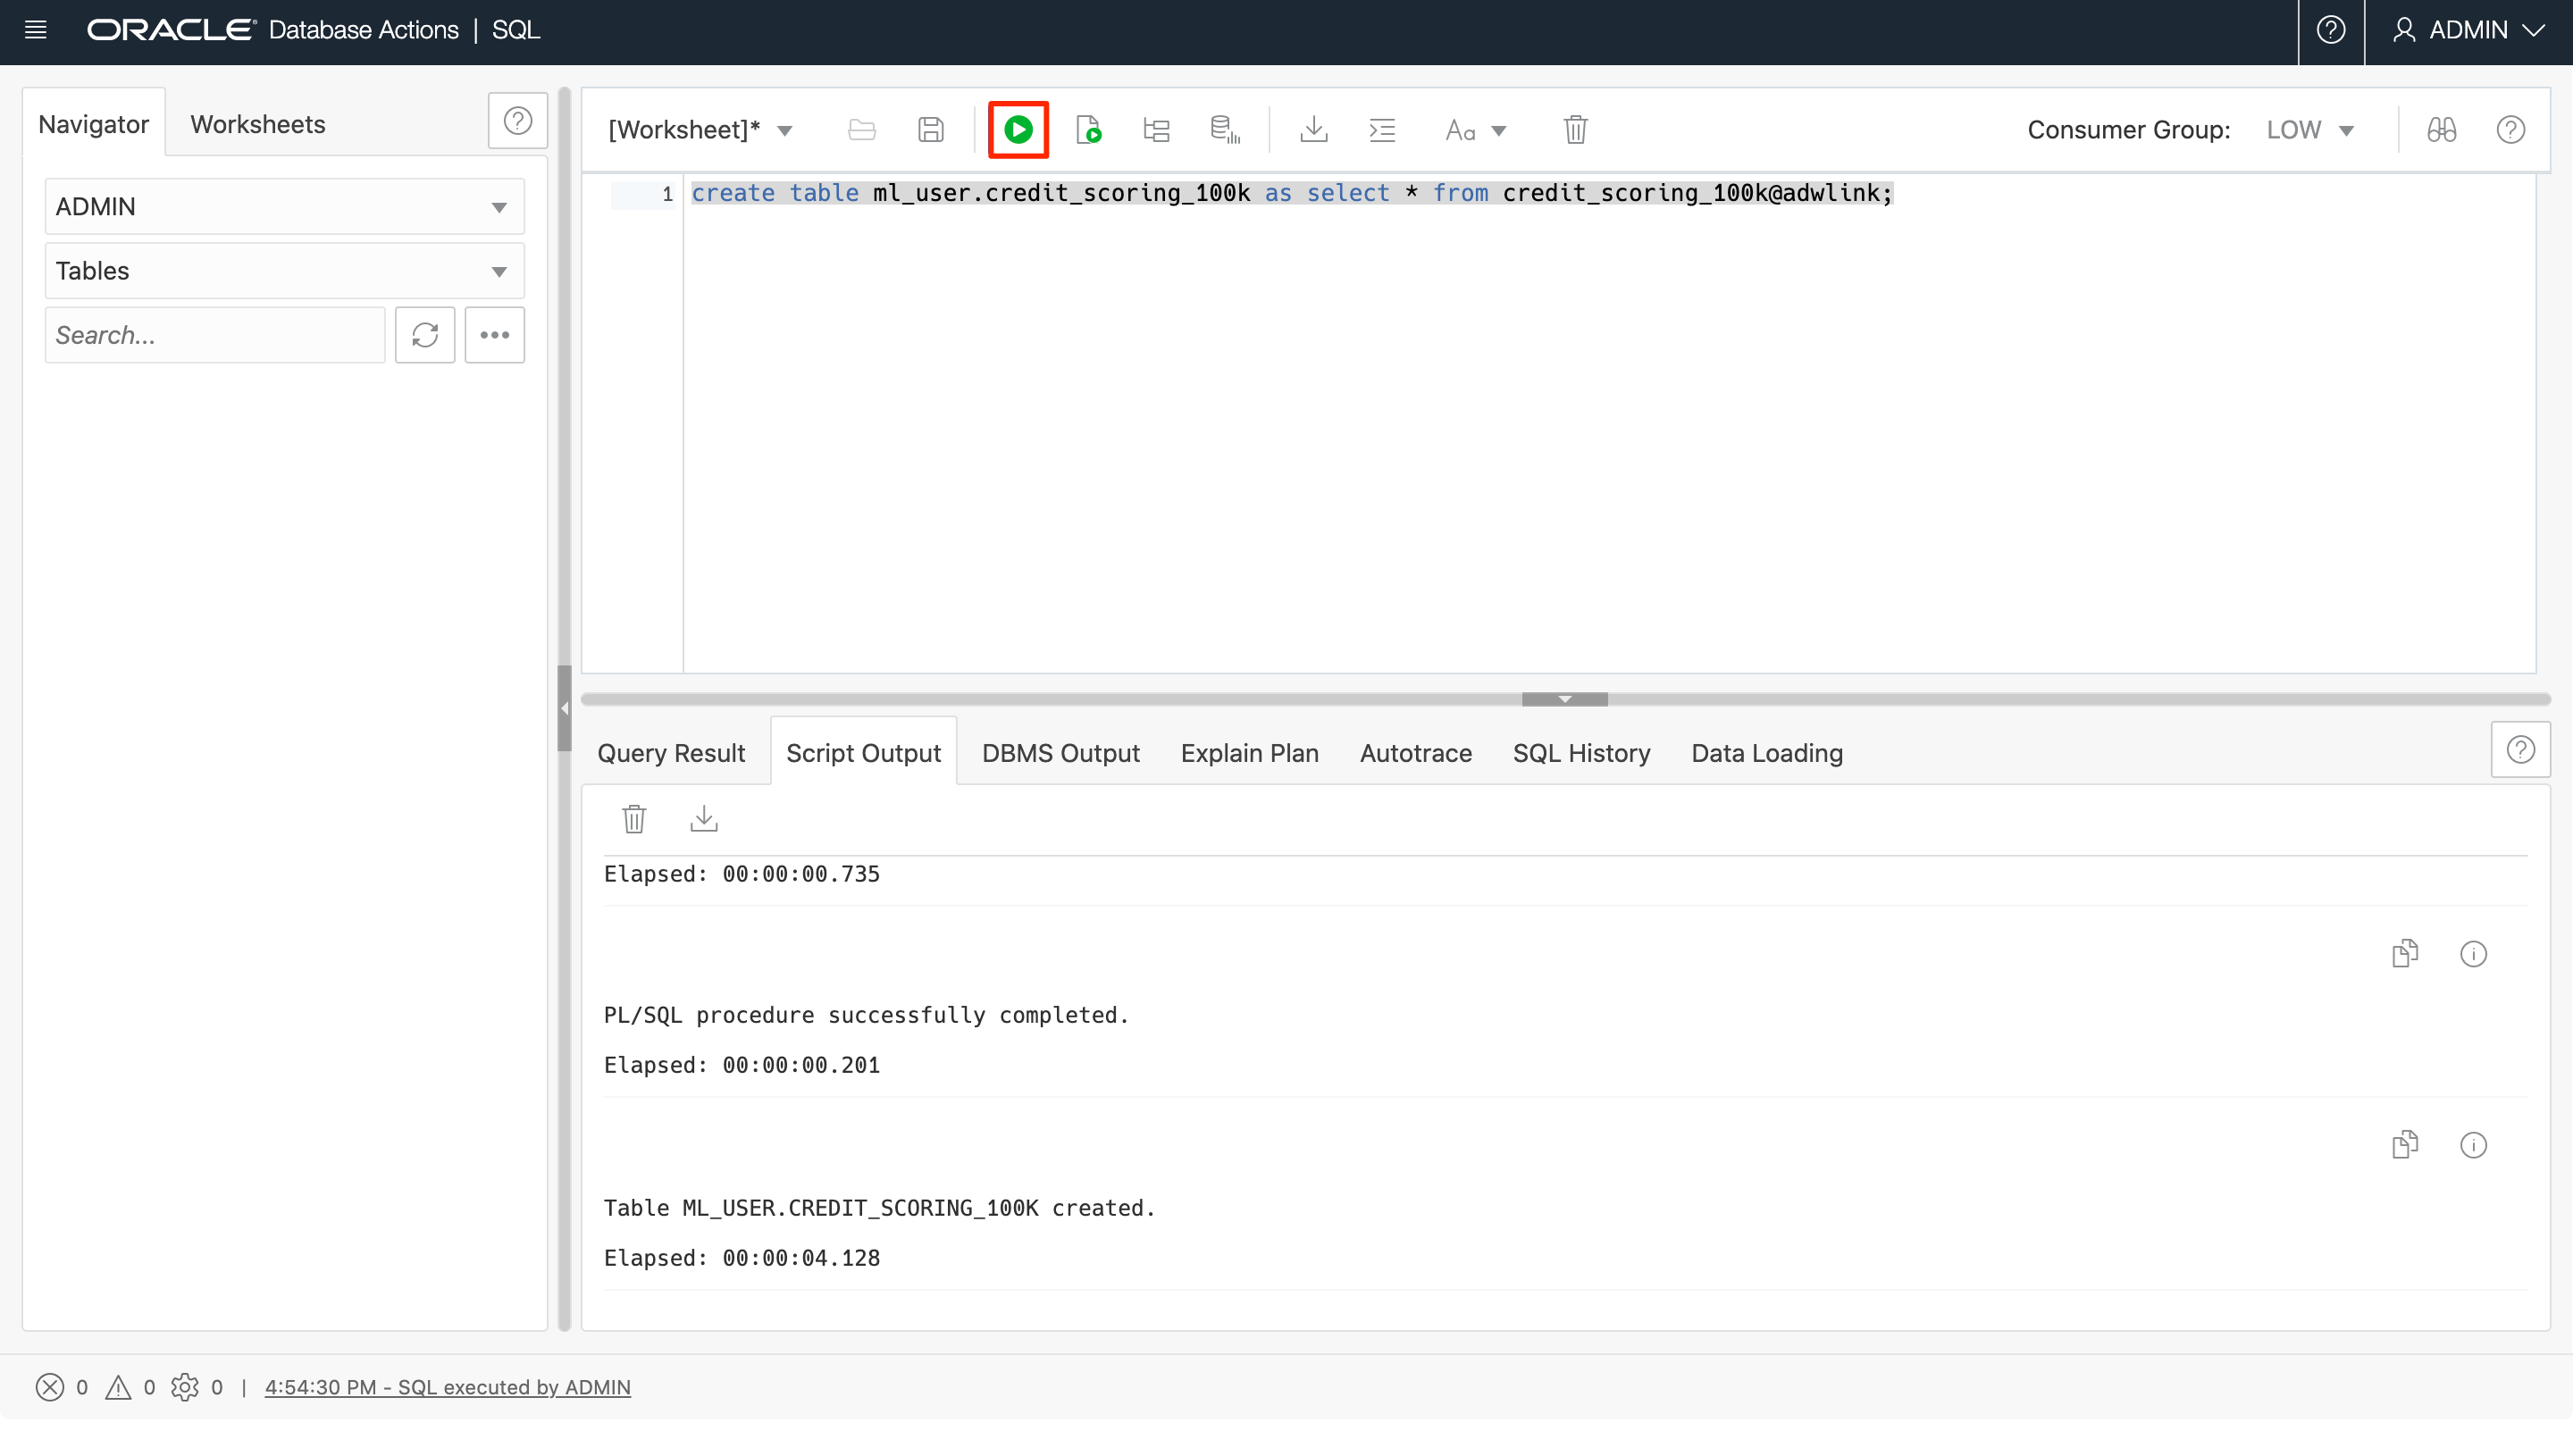 ORACLE® Database Actions | SQL
ADMIN
Navigator
Worksheets
[Worksheet]*
Aa
Consumer Group: LOW
ADMIN
Tables
Search...
1 create table ml_user.credit_scoring_100k as select * from credit_scoring_100k@adwlink;
Query Result
Script Output
DBMS Output
Explain Plan
Autotrace
SQL History
Data Loading
Elapsed: 00:00:00.735
PL/SQL procedure successfully completed.
Elapsed: 00:00:00.201
Table ML_USER.CREDIT_SCORING_100K created.
Elapsed: 00:00:04.128
0 0 0 | 4:54:30 PM - SQL executed by ADMIN